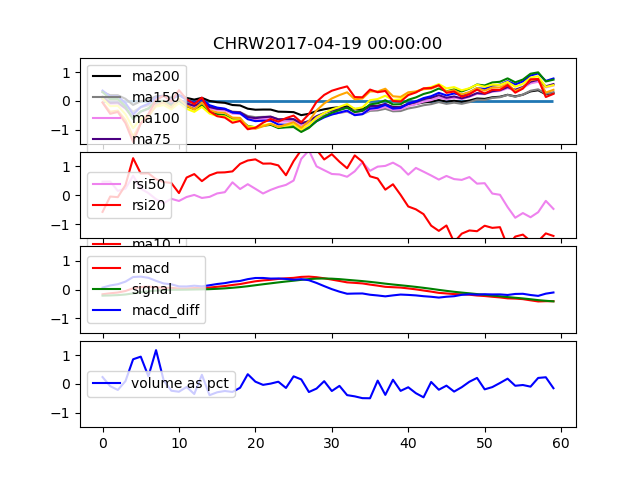 CHRW2017-04-19 00:00:00
1
0
−1
ma200
ma150
ma100
ma75
1
0
−1
rsi50
rsi20
ma10
1
0
−1
macd
signal
macd_diff
1
0
−1
volume as pct
0 10 20 30 40 50 60